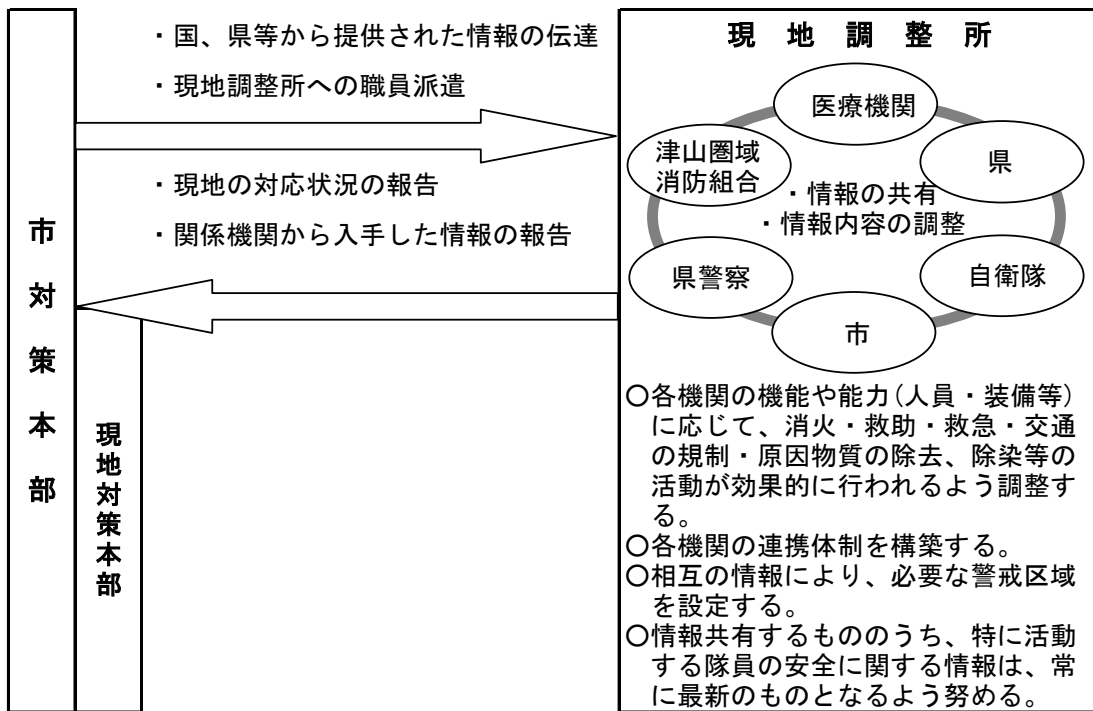 ・国、県等から提供された情報の伝達
・現地調整所への職員派遣
・現地の対応状況の報告
・関係機関から入手した情報の報告
市対策本部
現地対策本部
現地調整所
医療機関
津山圏域
消防組合
県
・情報の共有
・情報内容の調整
県警察
自衛隊
市
○各機関の機能や能力(人員・装備等)
に応じて、消火・救助・救急・交通
の規制・原因物質の除去、除染等の
活動が効果的に行われるよう調整す
る。
○各機関の連携体制を構築する。
○相互の情報により、必要な警戒区域
を設定する。
○情報共有するもののうち、特に活動
する隊員の安全に関する情報は、常
に最新のものとなるよう努める。